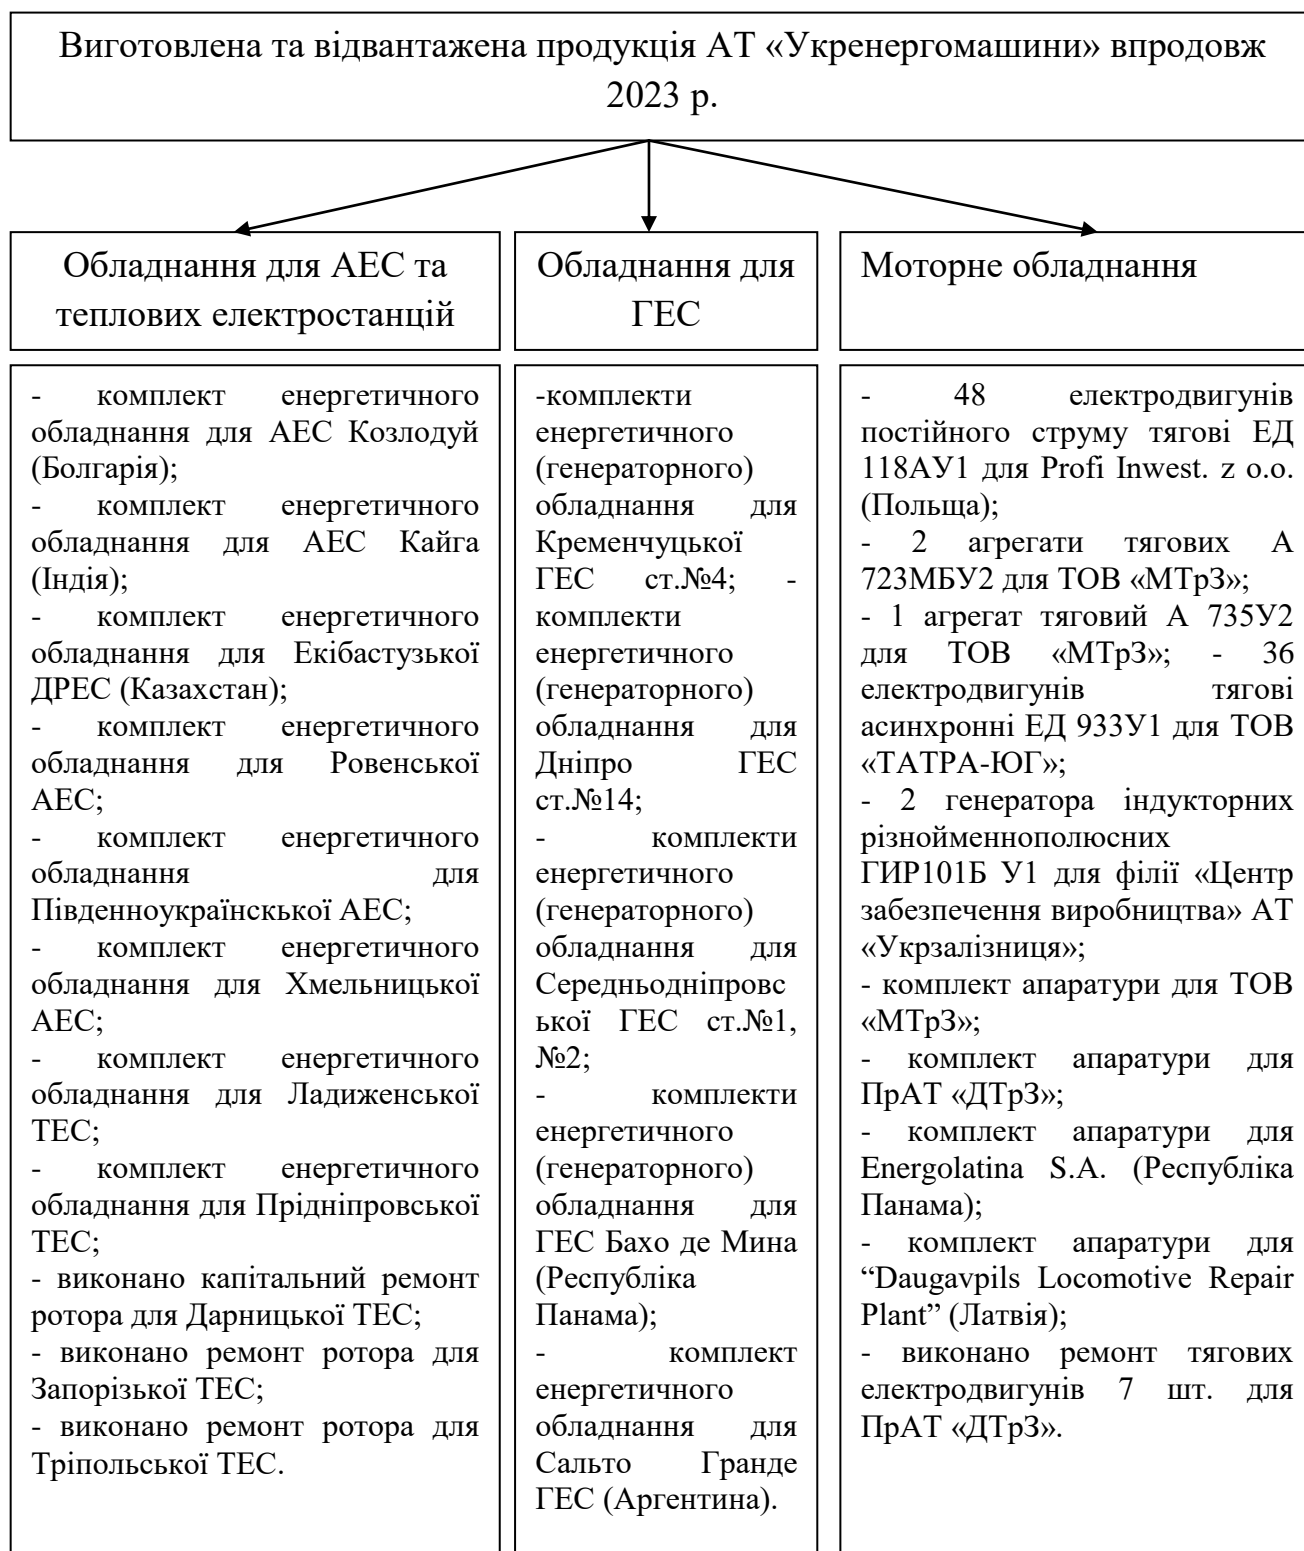 Виготовлена та відвантажена продукція АТ «Укренергомашини» впродовж
2023 р.
Обладнання для АЕС та
теплових електростанцій
Обладнання для
ГЕС
Моторне обладнання
- комплект енергетичного
обладнання для АЕС Козлодуй
(Болгарія);
- комплект енергетичного
обладнання для АЕС Кайга
(Індія);
- комплект енергетичного
обладнання для Екібастузької
ДРЕС (Казахстан);
- комплект енергетичного
обладнання для Ровенської
АЕС;
- комплект енергетичного
обладнання для
Південноукраїнскької АЕС;
- комплект енергетичного
обладнання для Хмельницької
АЕС;
- комплект енергетичного
обладнання для Ладиженської
ТЕС;
- комплект енергетичного
обладнання для Прідніпровської
ТЕС;
- виконано капітальний ремонт
ротора для Дарницької ТЕС;
- виконано ремонт ротора для
Запорізької ТЕС;
- виконано ремонт ротора для
Тріпольської ТЕС.
-комплекти
енергетичного
(генераторного)
обладнання для
Кременчуцької
ГЕС ст.№4; -
комплекти
енергетичного
(генераторного)
обладнання для
Дніпро ГЕС
ст.№14;
- комплекти
енергетичного
(генераторного)
обладнання для
Середньодніпровс
ької ГЕС ст.№1,
№2;
- комплекти
енергетичного
(генераторного)
обладнання для
ГЕС Бахо де Мина
(Республіка
Панама);
- комплект
енергетичного
обладнання для
Сальто Гранде
ГЕС (Аргентина).
- 48 електродвигунів
постійного струму тягові ЕД
118АУ1 для Profi Inwest. z o.o.
(Польща);
- 2 агрегати тягових А
723МБУ2 для ТОВ «МТрЗ»;
- 1 агрегат тяговий А 735У2
для ТОВ «МТрЗ»; - 36
електродвигунів тягові
асинхронні ЕД 933У1 для ТОВ
«ТАТРА-ЮГ»;
- 2 генератора індукторних
різнойменнополюсних
ГИР101Б У1 для філії «Центр
забезпечення виробництва» АТ
«Укрзалізниця»;
- комплект апаратури для ТОВ
«МТрЗ»;
- комплект апаратури для
ПрАТ «ДТрЗ»;
- комплект апаратури для
Energolatina S.A. (Республіка
Панама);
- комплект апаратури для
“Daugavpils Locomotive Repair
Plant” (Латвія);
- виконано ремонт тягових
електродвигунів 7 шт. для
ПрАТ «ДТрЗ».